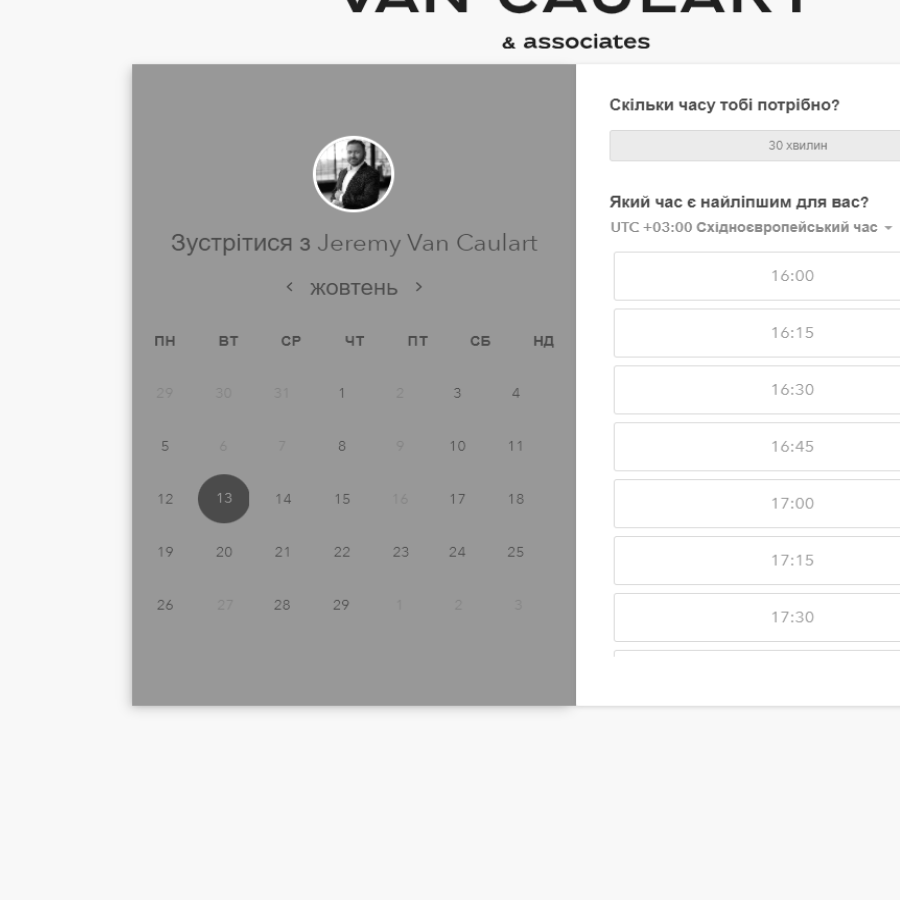 VAN CAULART
& associates
Зустрітися з Jeremy Van Caulart
жовтень
ПН ВТ СР ЧТ ПТ СБ НД
29 30 31 1 2 3 4
5 6 7 8 9 10 11
12 13 14 15 16 17 18
19 20 21 22 23 24 25
26 27 28 29 1 2 3
Скільки часу тобі потрібно?
30 хвилин
Який час є найліпшим для вас?
UTC +03:00 Східноєвропейський час
16:00
16:15
16:30
16:45
17:00
17:15
17:30